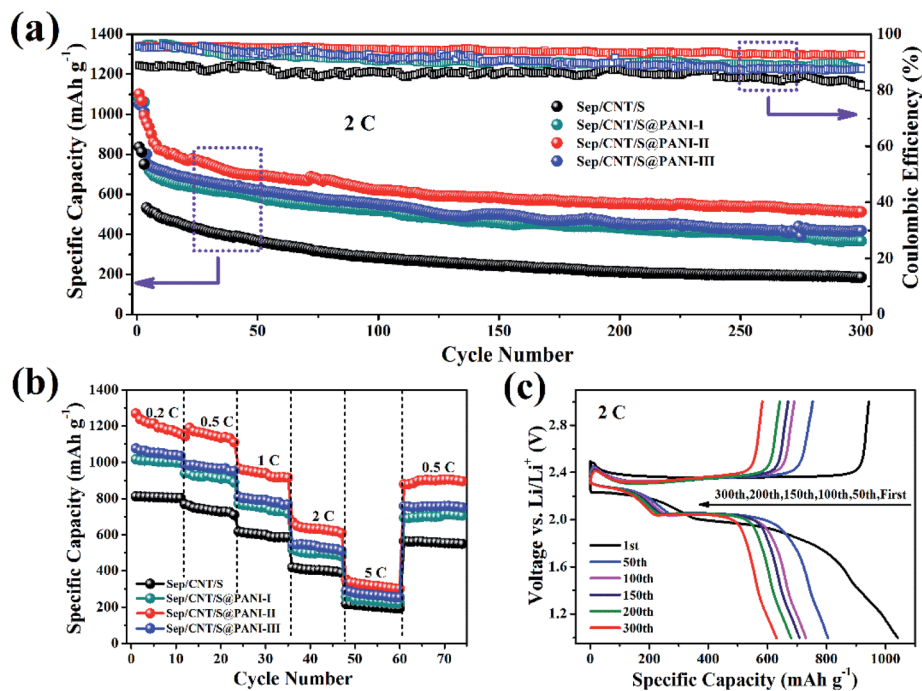 (a)
Specific Capacity (mAh g⁻¹)
1400
1200
1000
800
600
400
200
0
2 C
Sep/CNT/S
Sep/CNT/S@PANI-I
Sep/CNT/S@PANI-II
Sep/CNT/S@PANI-III
100
80
60
40
20
0
Coulombic Efficiency (%)
0 50 100 150 200 250 300
Cycle Number
(b)
Specific Capacity (mAh g⁻¹)
1400
1200
1000
800
600
400
200
0
0.2 C
0.5 C
1 C
2 C
5 C
0.5 C
Sep/CNT/S
Sep/CNT/S@PANI-I
Sep/CNT/S@PANI-II
Sep/CNT/S@PANI-III
0 10 20 30 40 50 60 70
Cycle Number
(c)
Voltage vs. Li/Li⁺ (V)
2.8
2.4
2.0
1.6
1.2
2 C
300th,200th,150th,100th,50th,First
1st
50th
100th
150th
200th
300th
0 200 400 600 800 1000
Specific Capacity (mAh g⁻¹)